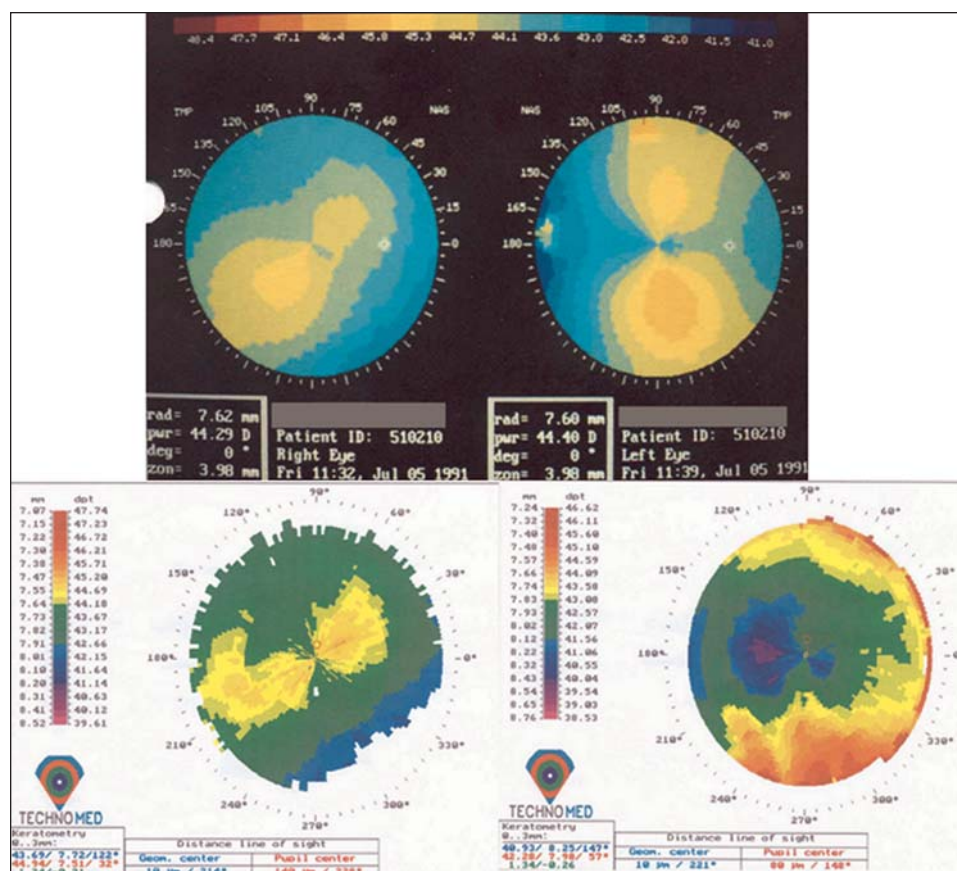 48.4 47.7 47.1 46.4 45.8 45.3 44.7 44.1 43.6 43.0 42.5 42.0 41.5 41.0
TMP 135 120 105 90 75 60 NAS
150 45
165 30
180 15
0
TMP 135 120 105 90 75 60 NAS
150 45
165 30
180 15
0
rad= 7.62 mm
pwr= 44.29 D
deg= 0 °
zon= 3.98 mm
Patient ID: 510210
Right Eye
Fri 11:32, Jul 05 1991
rad= 7.60 mm
pwr= 44.40 D
deg= 0 °
zon= 3.98 mm
Patient ID: 510210
Left Eye
Fri 11:39, Jul 05 1991
mm dpt
7.07 47.74
7.15 47.23
7.22 46.72
7.30 46.21
7.38 45.71
7.47 45.20
7.55 44.69
7.64 44.18
7.73 43.67
7.82 43.17
7.91 42.66
8.01 42.15
8.10 41.64
8.20 41.14
8.31 40.63
8.41 40.12
8.52 39.61
90°
120° 60°
150° 30°
180° 0°
210° 330°
240° 300°
270°
TECHNOMED
Keratometry
0..3mm:
43.69/ 7.72/122°
44.94/ 7.51/ 32°
Distance line of sight
Geom. center Pupil center
mm dpt
7.24 46.62
7.32 46.11
7.40 45.60
7.48 45.10
7.57 44.59
7.66 44.09
7.74 43.58
7.83 43.08
7.93 42.57
8.02 42.07
8.12 41.56
8.22 41.06
8.32 40.55
8.43 40.04
8.54 39.54
8.65 39.03
8.76 38.53
90°
120° 60°
150° 30°
180° 0°
210° 330°
240° 300°
270°
TECHNOMED
Keratometry
0..3mm:
40.93/ 8.25/147°
42.28/ 7.98/ 57°
1.34/-0.26
Distance line of sight
Geom. center Pupil center
10 µm / 221° 80 µm / 148°